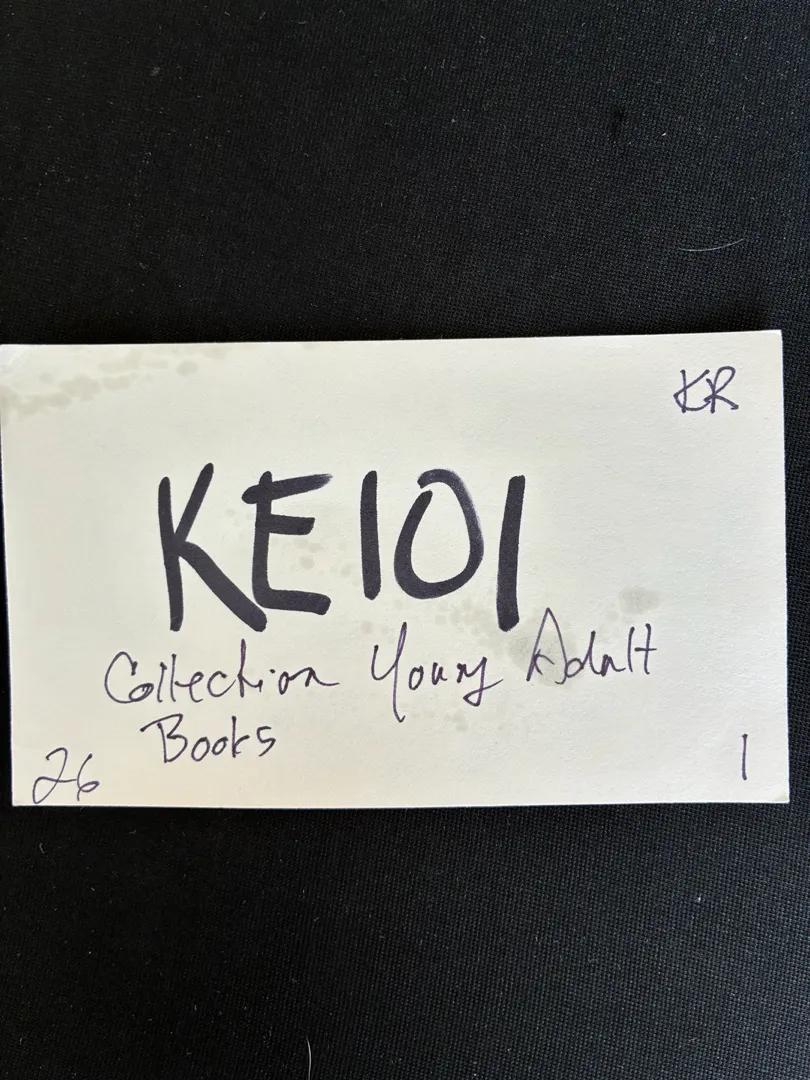 KR
KE101
Collection Young Adult
Books
26
1